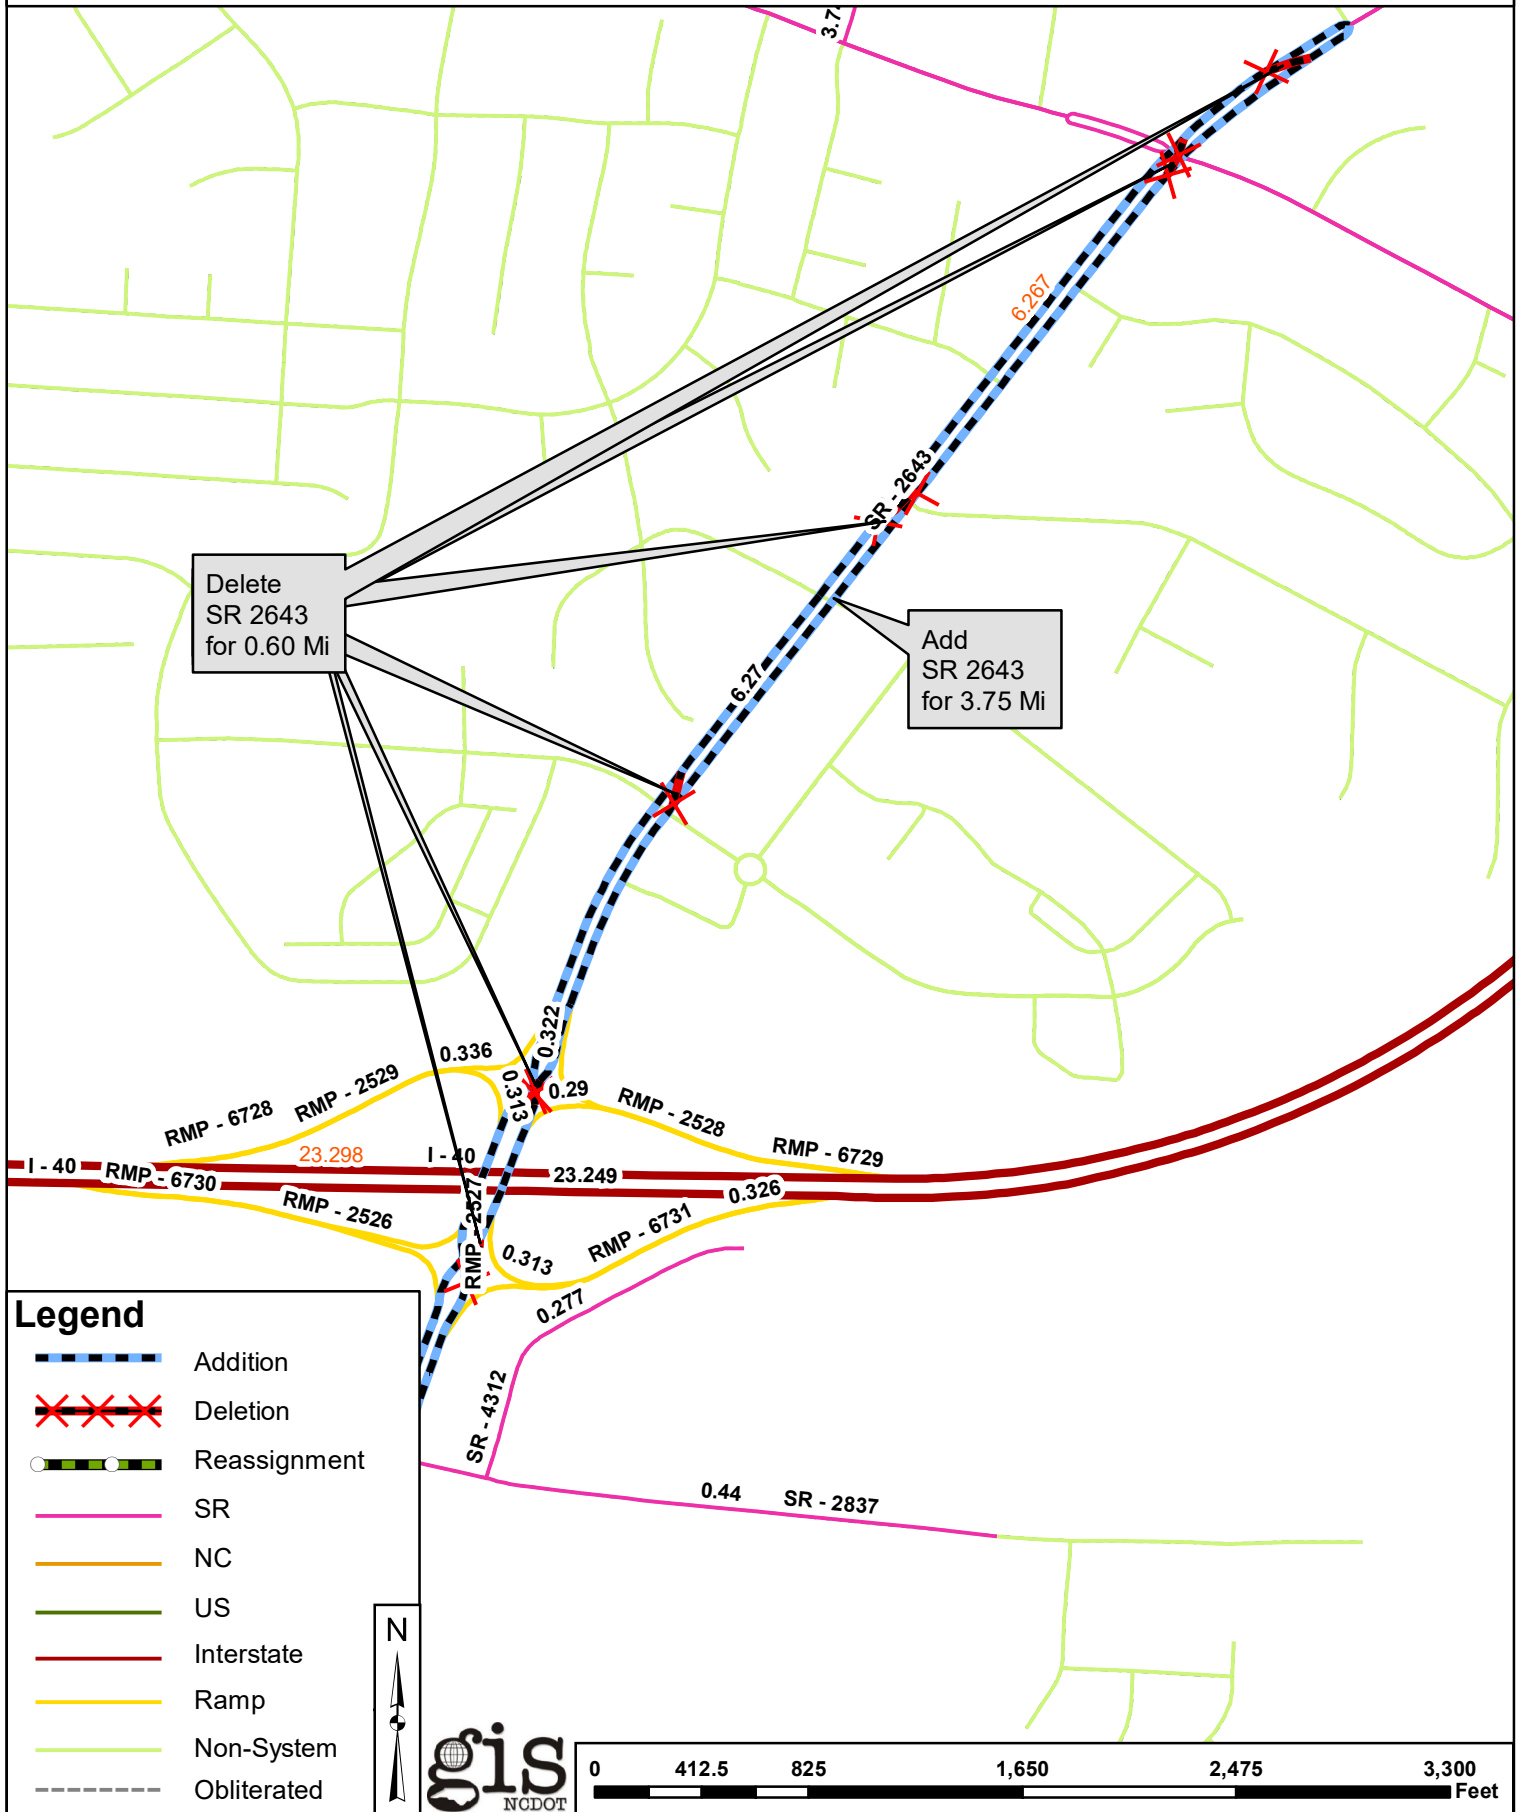 3.7
6.267
SR - 2643
Delete
SR 2643
for 0.60 Mi
Add
SR 2643
for 3.75 Mi
6.27
0.322
0.336
0.313
0.29
RMP - 2529
RMP - 6728
RMP - 2528
RMP - 6729
23.298
I - 40
I - 40
RMP - 6730
23.249
0.326
RMP - 2526
RMP - 2527
RMP - 6731
0.313
0.277
SR - 4312
0.44
SR - 2837
Legend
Addition
Deletion
Reassignment
SR
NC
US
Interstate
Ramp
Non-System
Obliterated
N
gis
NCDOT
0
412.5
825
1,650
2,475
3,300
Feet